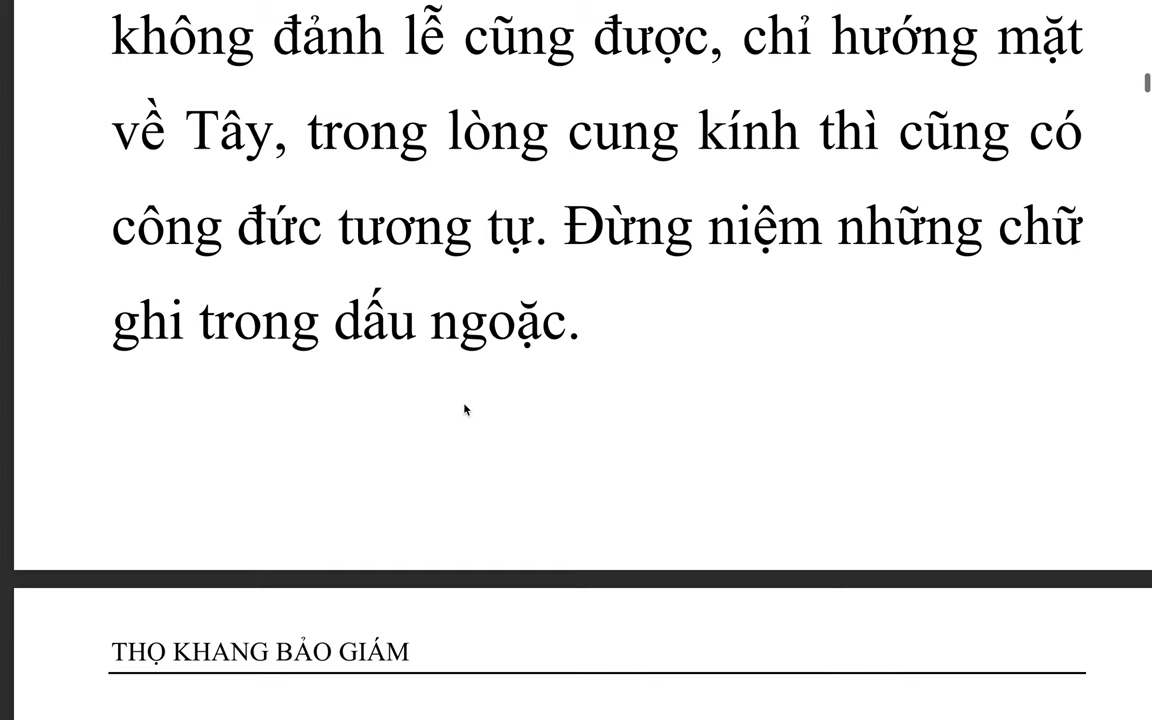 không đảnh lễ cũng được, chỉ hướng mặt
về Tây, trong lòng cung kính thì cũng có
công đức tương tự. Đừng niệm những chữ
ghi trong dấu ngoặc.
THỌ KHANG BẢO GIÁM